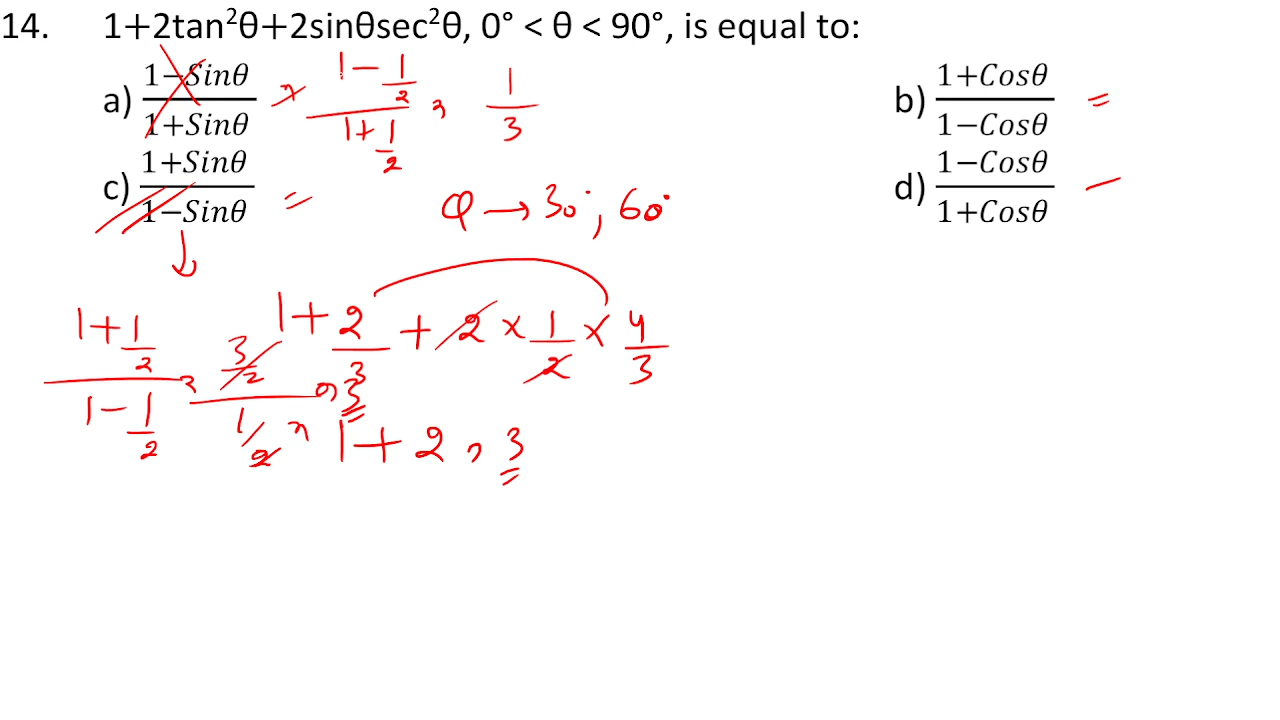 14. 1+2tan²θ+2sinθsec²θ, 0° < θ < 90°, is equal to:
a) (1−Sinθ)/(1+Sinθ) = (1 − 1/2)/(1 + 1/2) = 1/3
b) (1+Cosθ)/(1−Cosθ) =
c) (1+Sinθ)/(1−Sinθ) =
d) (1−Cosθ)/(1+Cosθ) −
φ → 30°, 60°
1 + 2/3 + 2 × 1/2 × 4/3
(1 + 1/2)/(1 − 1/2) = (3/2)/(1/2) = 3
= 1 + 2 = 3